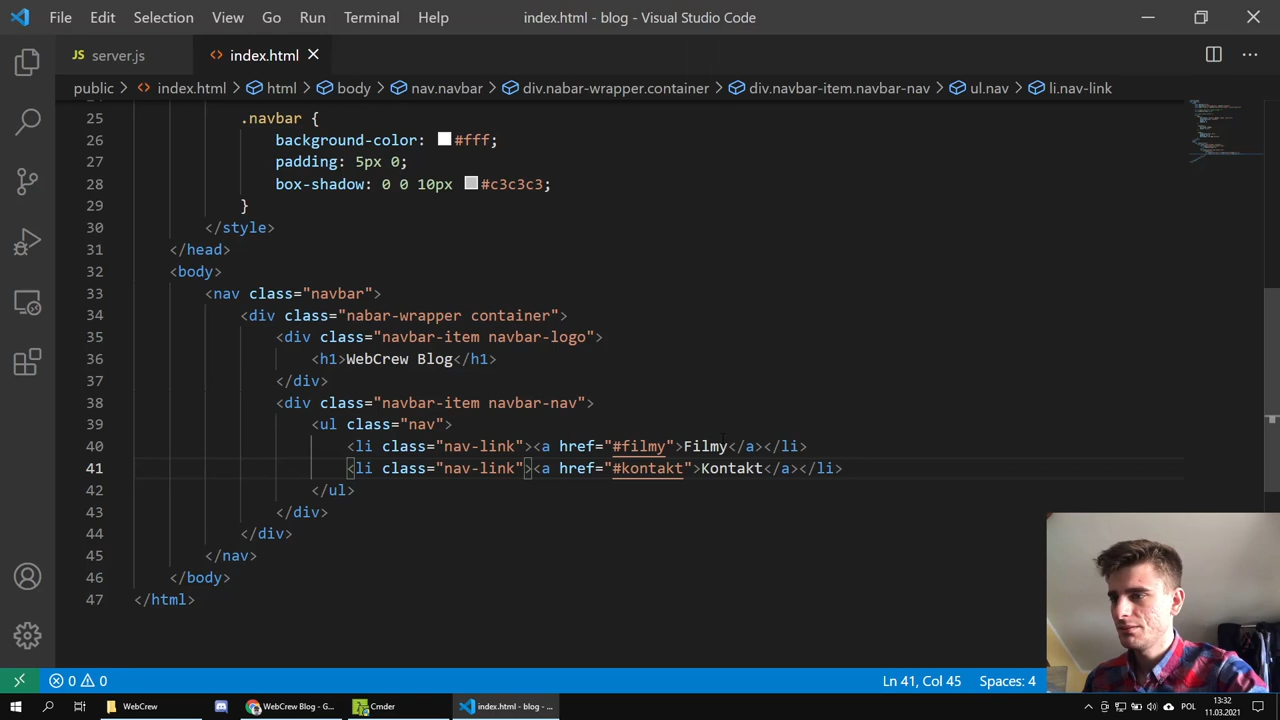 File Edit Selection View Go Run Terminal Help index.html - blog - Visual Studio Code
JS server.js <> index.html
public > <> index.html > html > body > nav.navbar > div.nabar-wrapper.container > div.navbar-item.navbar-nav > ul.nav > li.nav-link
25 .navbar {
26 background-color: #fff;
27 padding: 5px 0;
28 box-shadow: 0 0 10px #c3c3c3;
29 }
30 </style>
31 </head>
32 <body>
33 <nav class="navbar">
34 <div class="nabar-wrapper container">
35 <div class="navbar-item navbar-logo">
36 <h1>WebCrew Blog</h1>
37 </div>
38 <div class="navbar-item navbar-nav">
39 <ul class="nav">
40 <li class="nav-link"><a href="#filmy">Filmy</a></li>
41 <li class="nav-link"><a href="#kontakt">Kontakt</a></li>
42 </ul>
43 </div>
44 </div>
45 </nav>
46 </body>
47 </html>
0 0 Ln 41, Col 45 Spaces: 4
WebCrew WebCrew Blog - G... Cmder index.html - blog - ... POL 13:32
11.03.2021